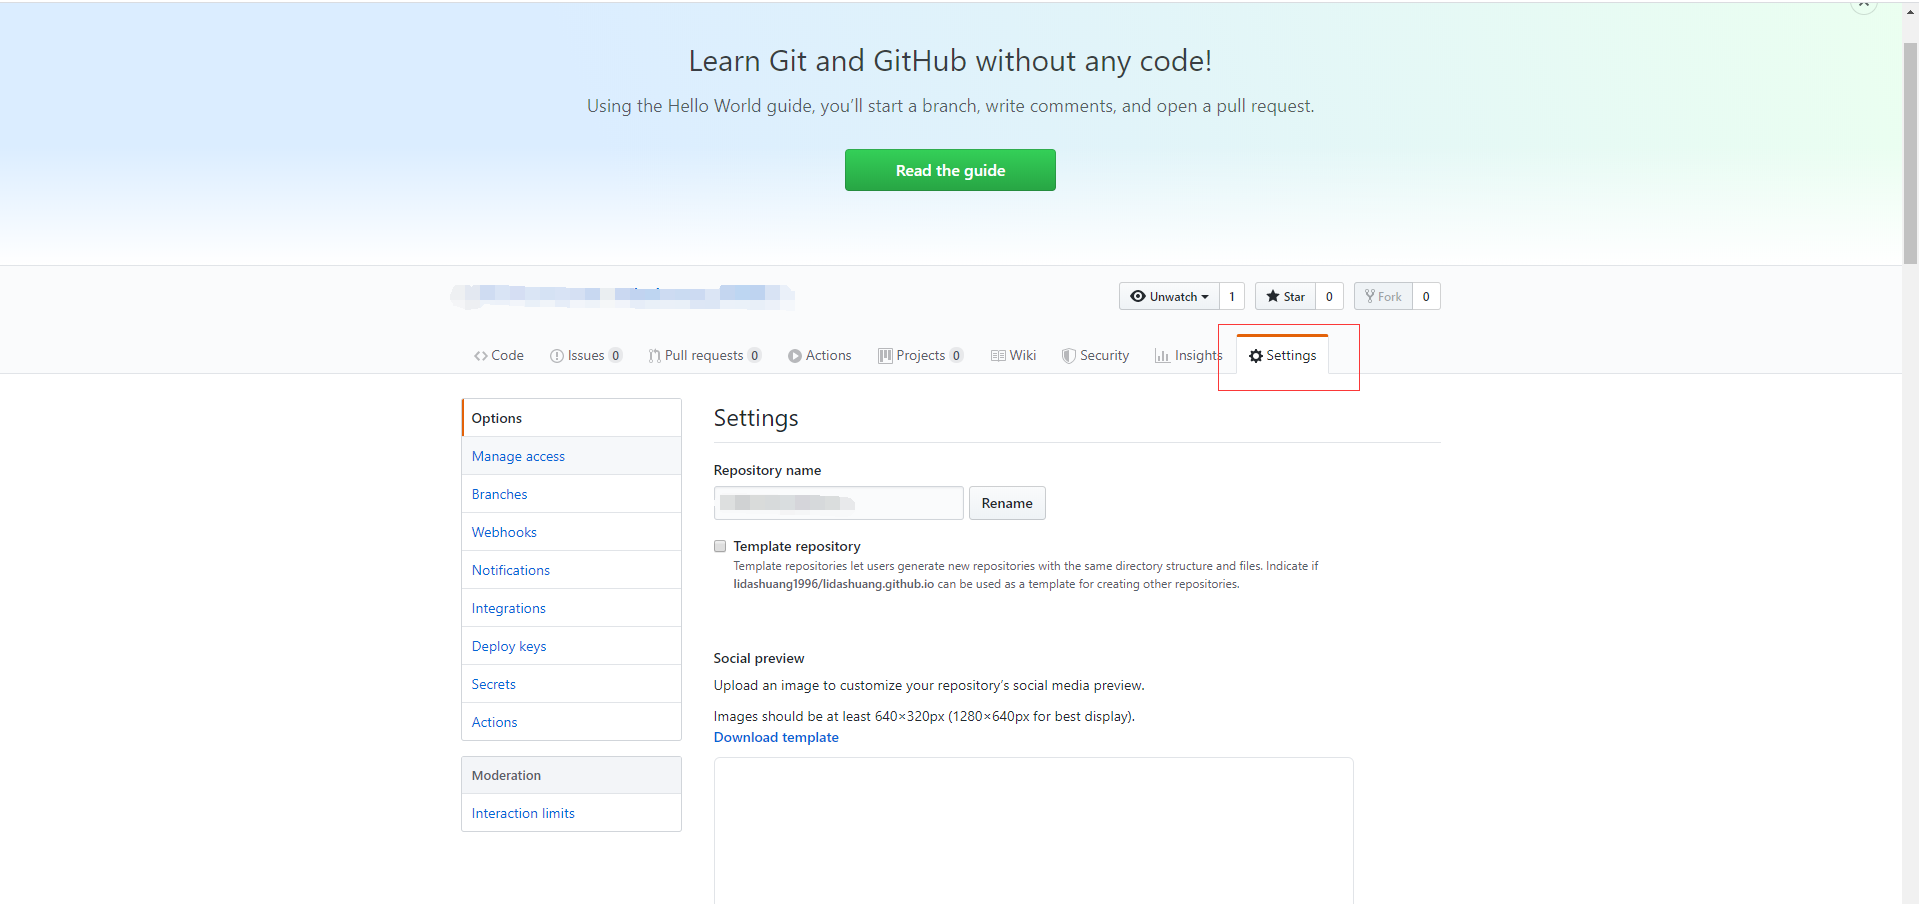 Learn Git and GitHub without any code!
Using the Hello World guide, you’ll start a branch, write comments, and open a pull request.
Read the guide
Unwatch 1 Star 0 Fork 0
Code Issues 0 Pull requests 0 Actions Projects 0 Wiki Security Insights Settings
Options
Manage access
Branches
Webhooks
Notifications
Integrations
Deploy keys
Secrets
Actions
Moderation
Interaction limits
Settings
Repository name
Rename
Template repository
Template repositories let users generate new repositories with the same directory structure and files. Indicate if
lidashuang1996/lidashuang.github.io can be used as a template for creating other repositories.
Social preview
Upload an image to customize your repository’s social media preview.
Images should be at least 640×320px (1280×640px for best display).
Download template